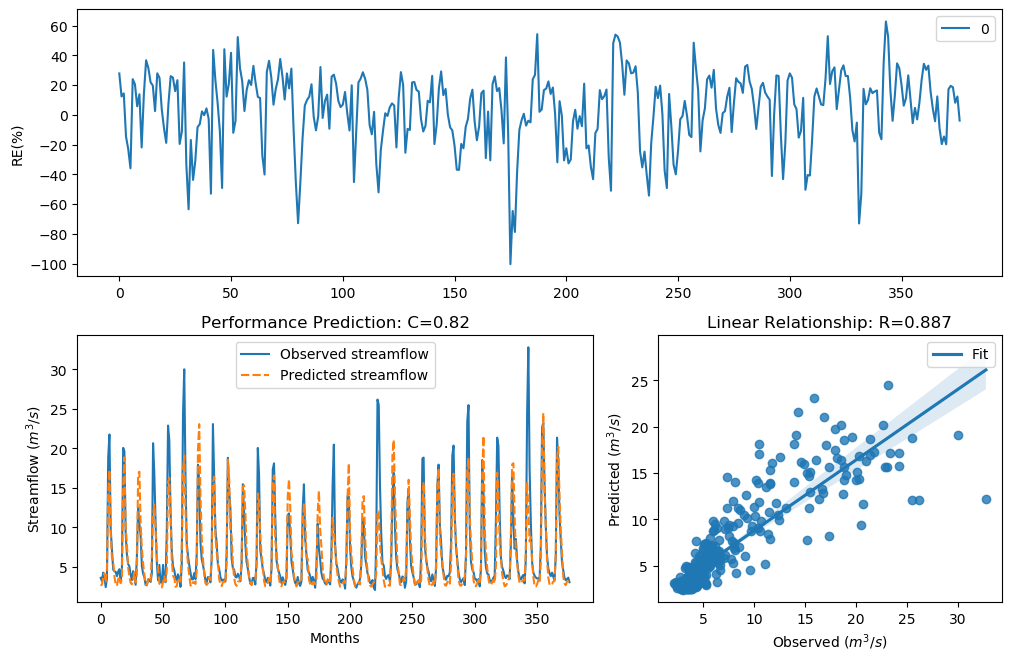 60
40
20
0
−20
−40
−60
−80
−100
RE(%)
0
0 50 100 150 200 250 300 350
Performance Prediction: C=0.82
Observed streamflow
Predicted streamflow
30
25
20
15
10
5
Streamflow (m³/s)
0 50 100 150 200 250 300 350
Months
Linear Relationship: R=0.887
Fit
25
20
15
10
5
Predicted (m³/s)
5 10 15 20 25 30
Observed (m³/s)